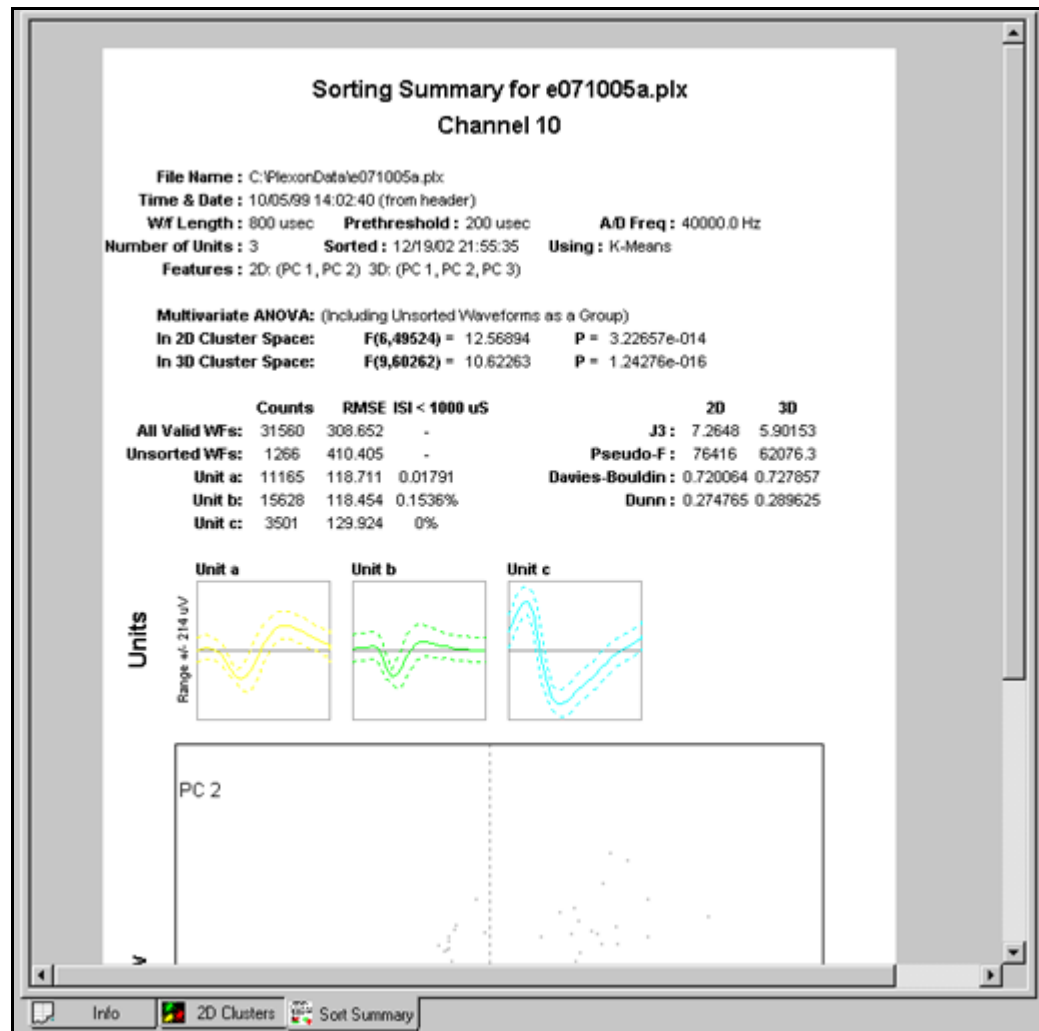 Sorting Summary for e071005a.plx
Channel 10
File Name : C:\PlexonData\e071005a.plx
Time & Date : 10/05/99 14:02:40 (from header)
W/f Length : 800 usec Prethreshold : 200 usec A/D Freq : 40000.0 Hz
Number of Units : 3 Sorted : 12/19/02 21:55:35 Using : K-Means
Features : 2D: (PC 1, PC 2) 3D: (PC 1, PC 2, PC 3)
Multivariate ANOVA: (Including Unsorted Waveforms as a Group)
In 2D Cluster Space: F(6,49524) = 12.56894 P = 3.22657e-014
In 3D Cluster Space: F(9,60262) = 10.62263 P = 1.24276e-016
Counts RMSE ISI < 1000 uS 2D 3D
All Valid WFs: 31560 308.652 - J3 : 7.2648 5.90153
Unsorted WFs: 1266 410.405 - Pseudo-F : 76416 62076.3
Unit a: 11165 118.711 0.01791 Davies-Bouldin : 0.720064 0.727857
Unit b: 15628 118.454 0.1536% Dunn : 0.274765 0.289625
Unit c: 3501 129.924 0%
Unit a Unit b Unit c
Units
Range +/- 214 uV
PC 2
Info 2D Clusters Sort Summary